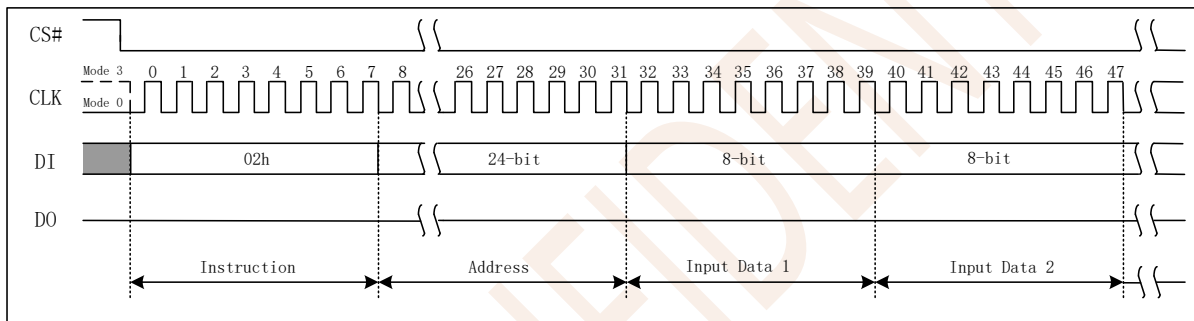 CS#
Mode 3 0 1 2 3 4 5 6 7 8 26 27 28 29 30 31 32 33 34 35 36 37 38 39 40 41 42 43 44 45 46 47
CLK
Mode 0
DI 02h 24-bit 8-bit 8-bit
DO
Instruction Address Input Data 1 Input Data 2